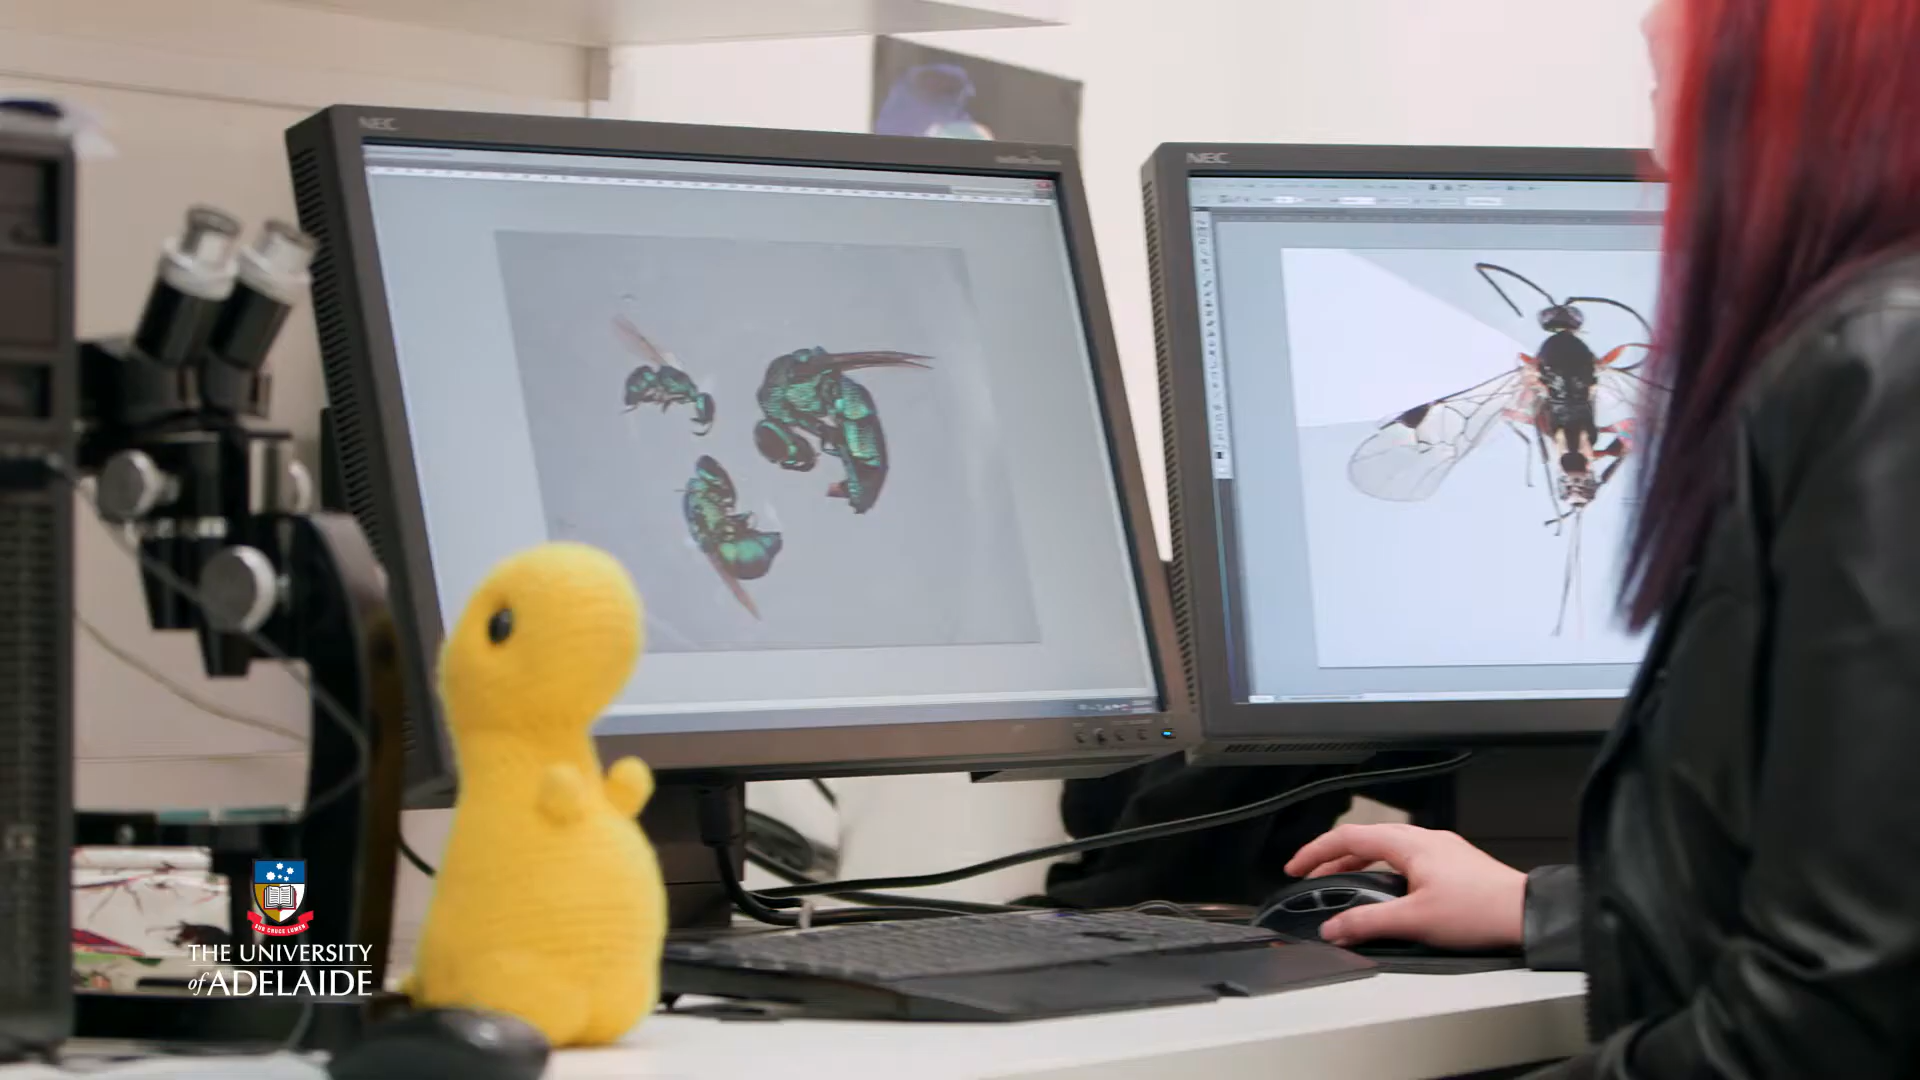 NEC
NEC
SUB CRUCE LUMEN
THE UNIVERSITY
of ADELAIDE